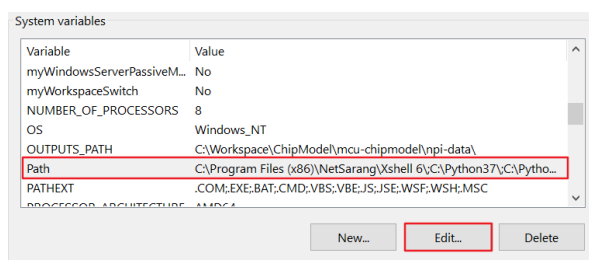 System variables
Variable Value
myWindowsServerPassiveM... No
myWorkspaceSwitch No
NUMBER_OF_PROCESSORS 8
OS Windows_NT
OUTPUTS_PATH C:\Workspace\ChipModel\mcu-chipmodel\npi-data\
Path C:\Program Files (x86)\NetSarang\Xshell 6\;C:\Python37\;C:\Pytho...
PATHEXT .COM;.EXE;.BAT;.CMD;.VBS;.VBE;.JS;.JSE;.WSF;.WSH;.MSC
PROCESSOR_ARCHITECTURE AMD64
New... Edit... Delete